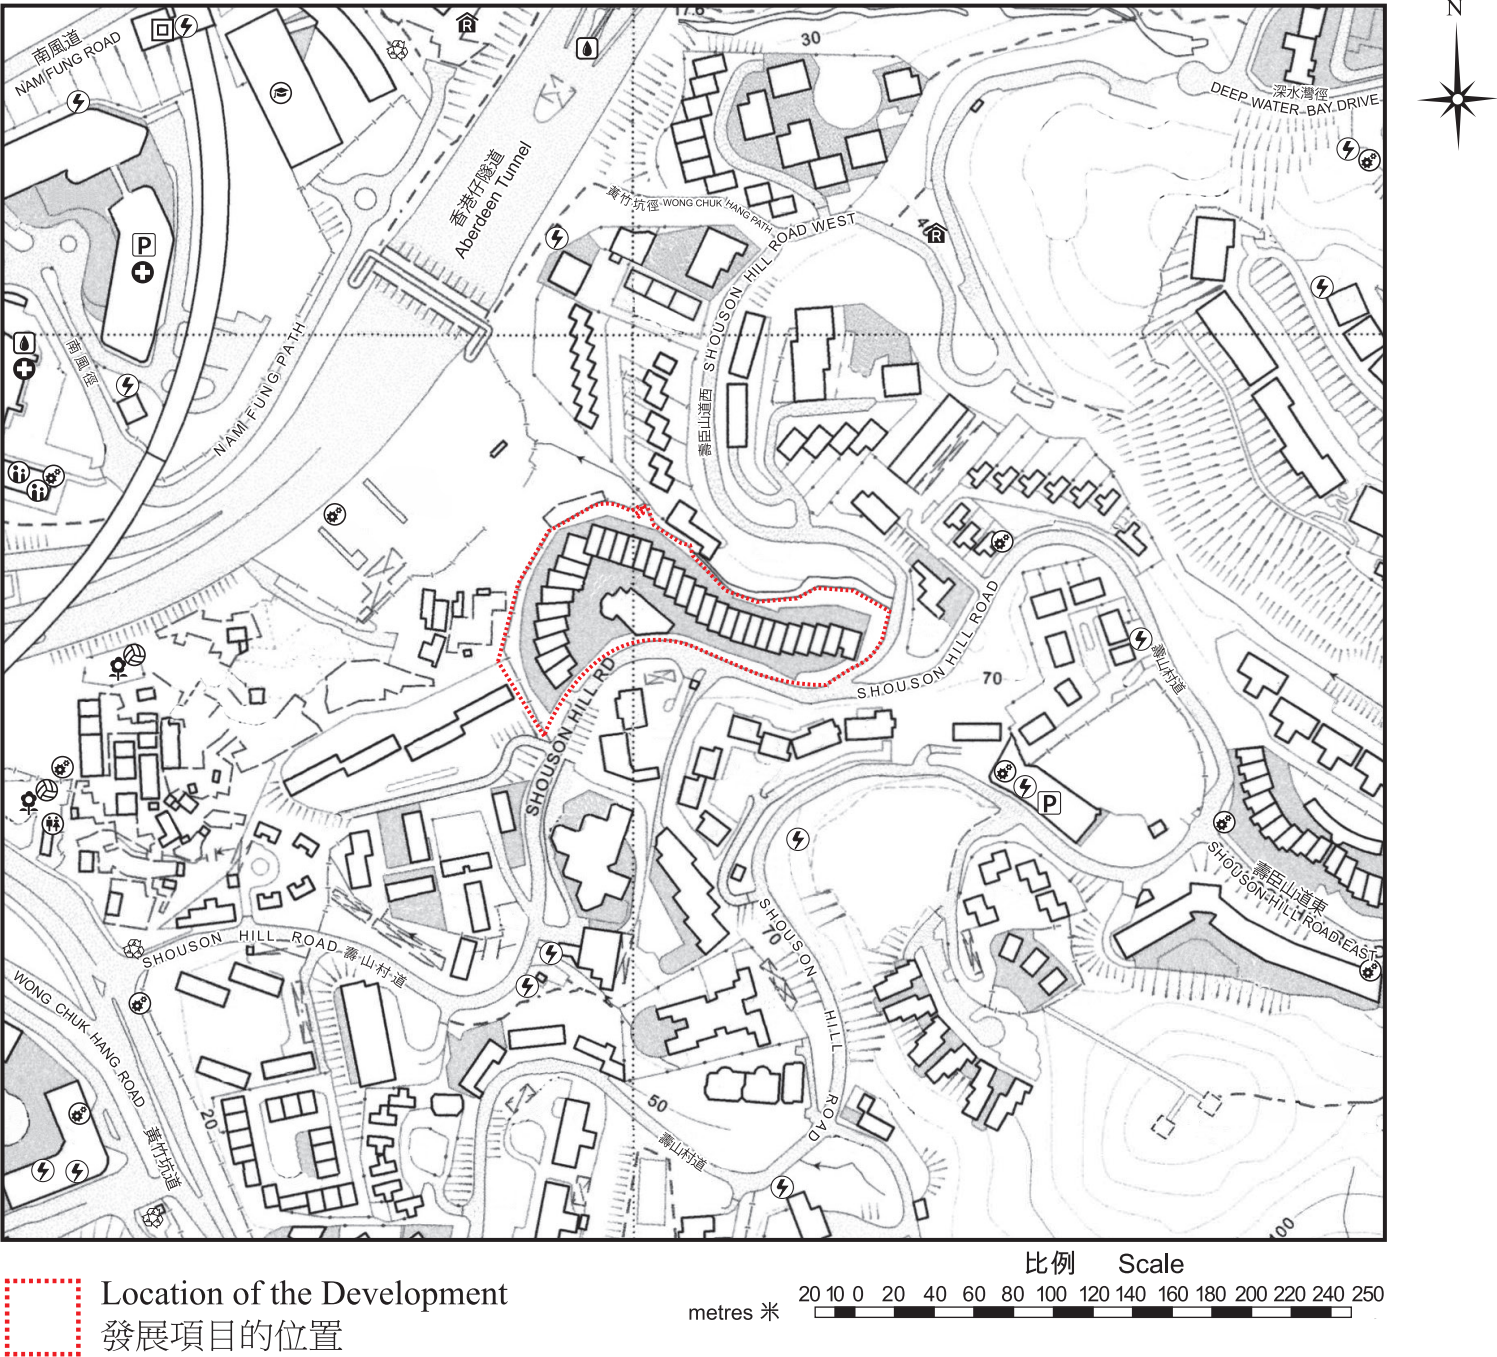 N
南風道
NAM FUNG ROAD
17.6
30
深水灣徑
DEEP WATER BAY DRIVE
香港仔隧道
Aberdeen Tunnel
黃竹坑徑 WONG CHUK HANG PATH
R
R
P
SHOUSON HILL ROAD WEST
壽臣山道西
南風徑
NAM FUNG PATH
SHOUSON HILL ROAD
70
壽山村道
SHOUSON HILL RD
P
壽臣山道東
SHOUSON HILL ROAD EAST
SHOUSON HILL ROAD 壽山村道
SHOUSON HILL ROAD
70
WONG CHUK HANG ROAD
黃竹坑道
20
50
壽山村道
100
Location of the Development
發展項目的位置
比例 Scale
metres 米
20 10 0 20 40 60 80 100 120 140 160 180 200 220 240 250